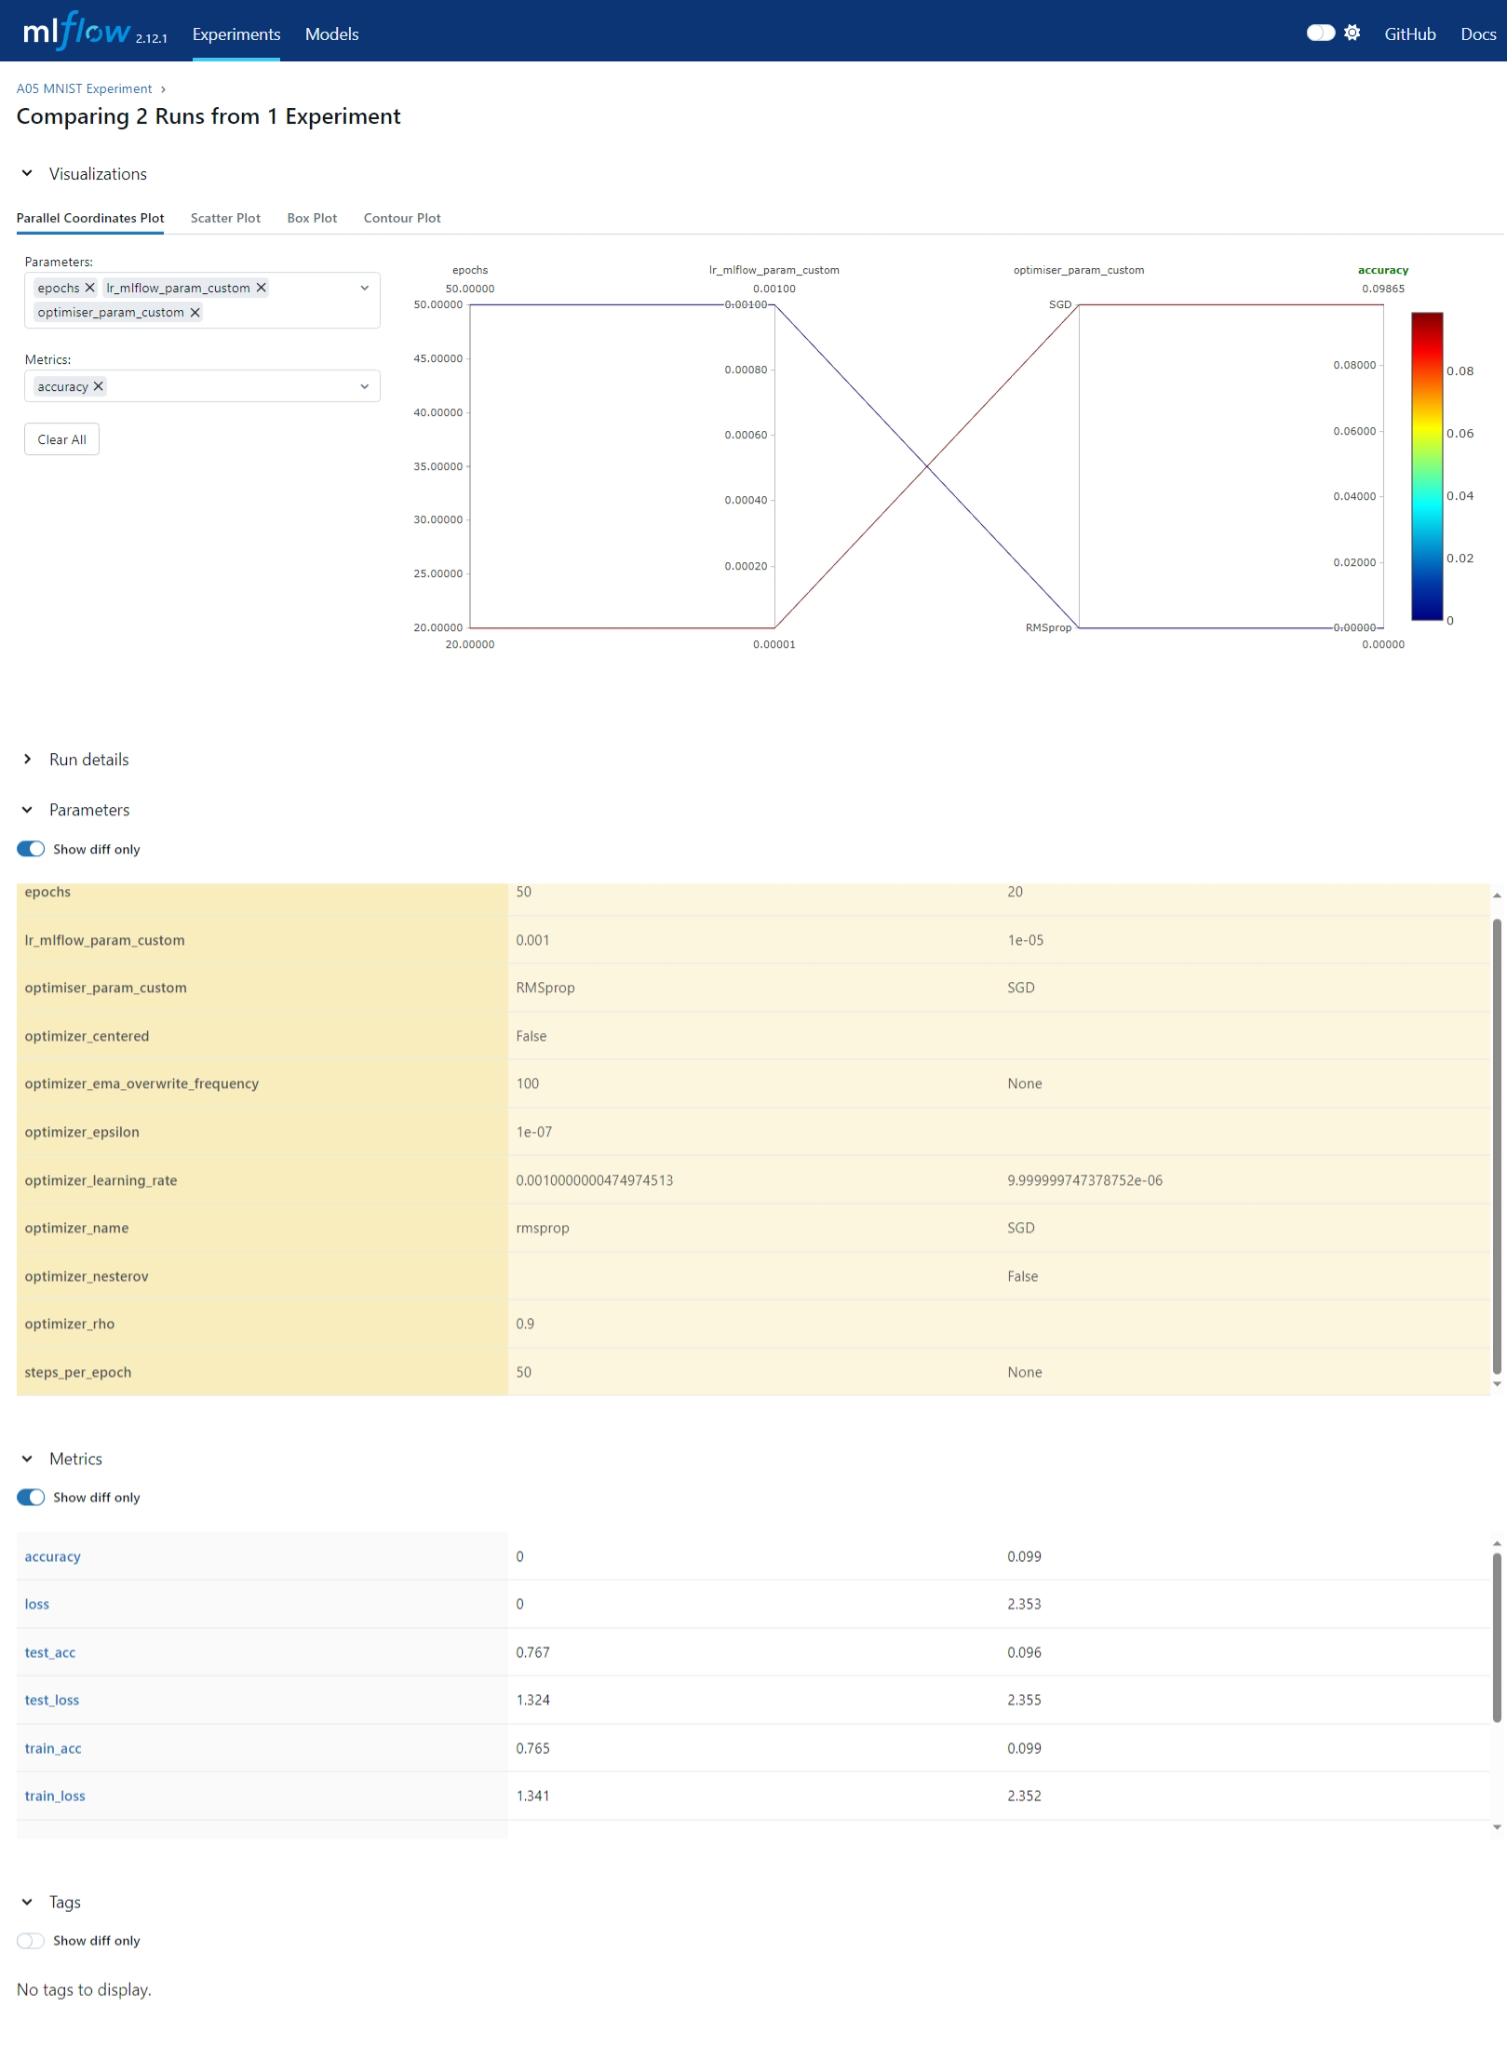 mlflow 2.12.1 Experiments Models GitHub Docs
A05 MNIST Experiment ›
Comparing 2 Runs from 1 Experiment
Visualizations
Parallel Coordinates Plot Scatter Plot Box Plot Contour Plot
Parameters:
epochs lr_mlflow_param_custom
optimiser_param_custom
Metrics:
accuracy
Clear All
epochs lr_mlflow_param_custom optimiser_param_custom accuracy
50.00000 0.00100 0.09865
50.00000 0.00100 SGD
45.00000 0.00080 0.08000 0.08
40.00000 0.00060 0.06000 0.06
35.00000
30.00000 0.00040 0.04000 0.04
25.00000 0.00020 0.02000 0.02
20.00000 RMSprop 0.00000 0
20.00000 0.00001 0.00000
Run details
Parameters
Show diff only
epochs 50 20
lr_mlflow_param_custom 0.001 1e-05
optimiser_param_custom RMSprop SGD
optimizer_centered False
optimizer_ema_overwrite_frequency 100 None
optimizer_epsilon 1e-07
optimizer_learning_rate 0.0010000000474974513 9.999999747378752e-06
optimizer_name rmsprop SGD
optimizer_nesterov False
optimizer_rho 0.9
steps_per_epoch 50 None
Metrics
Show diff only
accuracy 0 0.099
loss 0 2.353
test_acc 0.767 0.096
test_loss 1.324 2.355
train_acc 0.765 0.099
train_loss 1.341 2.352
Tags
Show diff only
No tags to display.